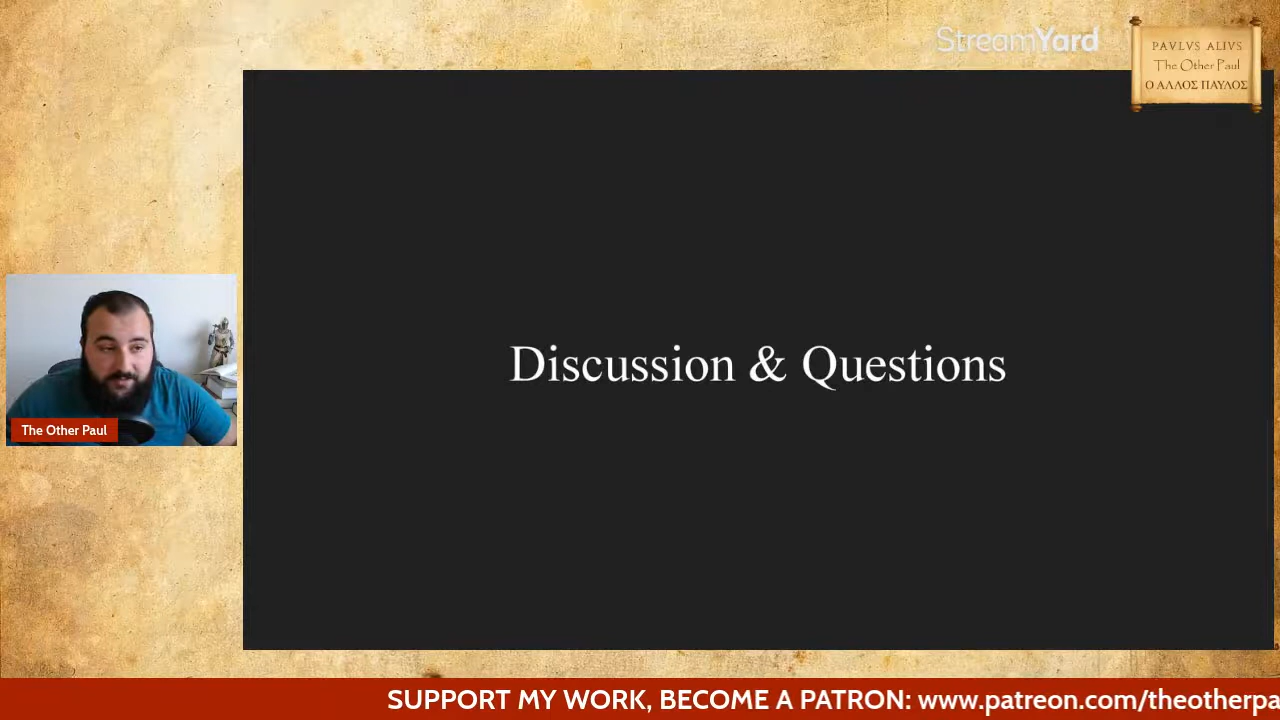 StreamYard
PAVLVS ALIVS
The Other Paul
Ο ΑΛΛΟΣ ΠΑΥΛΟΣ
Discussion & Questions
The Other Paul
SUPPORT MY WORK, BECOME A PATRON: www.patreon.com/theotherpa